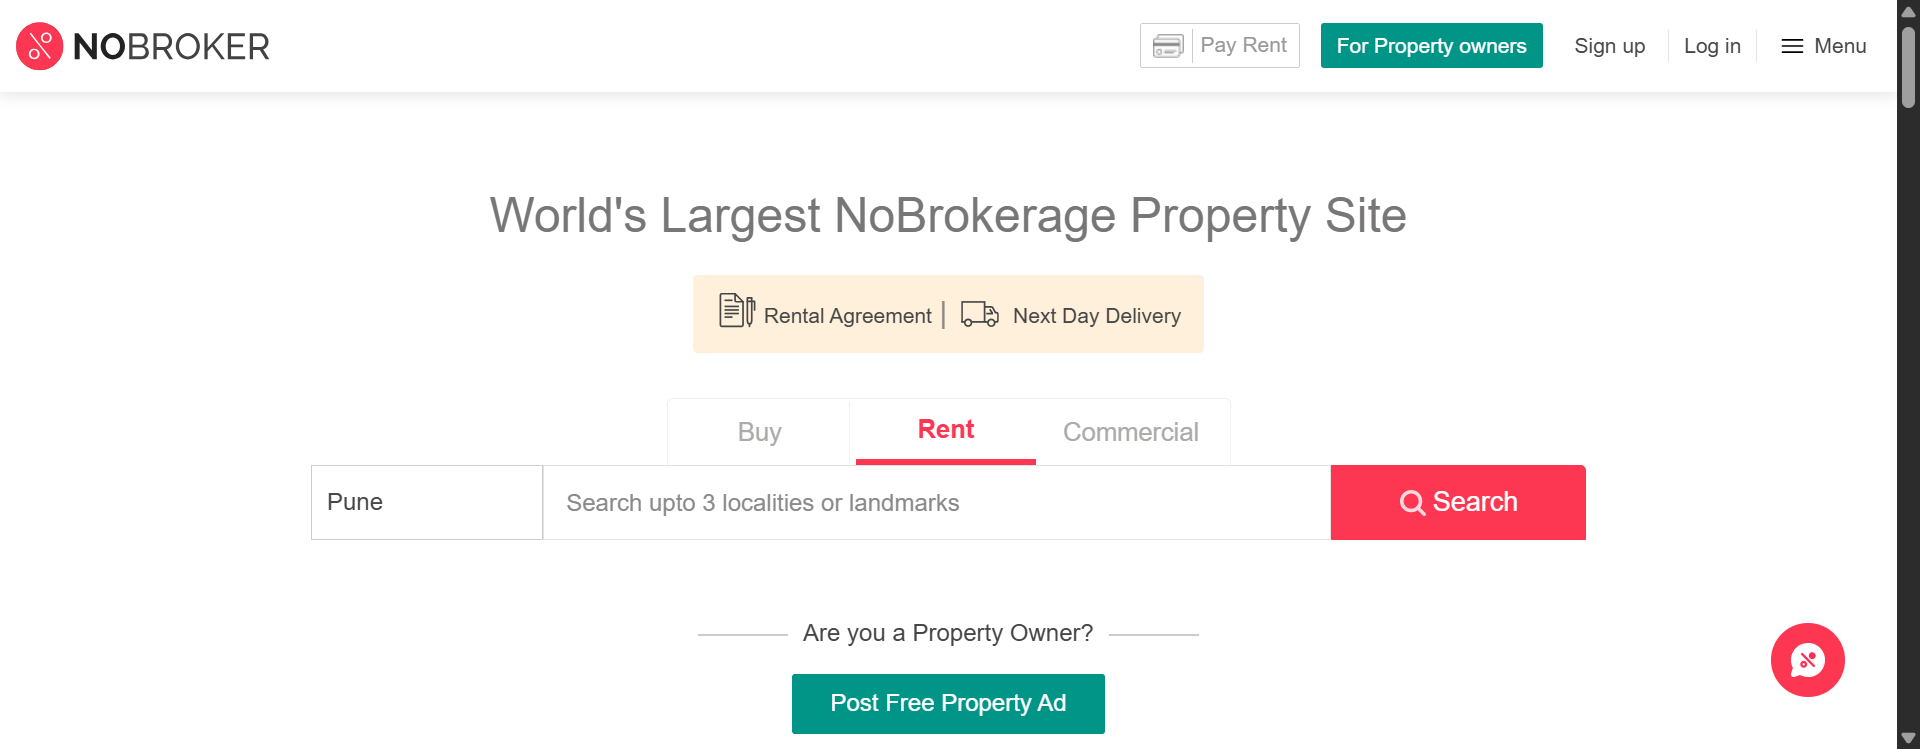 NOBROKER
Pay Rent
For Property owners
Sign up
Log in
Menu
World's Largest NoBrokerage Property Site
Rental Agreement | Next Day Delivery
Buy
Rent
Commercial
Pune
Search upto 3 localities or landmarks
Search
Are you a Property Owner?
Post Free Property Ad